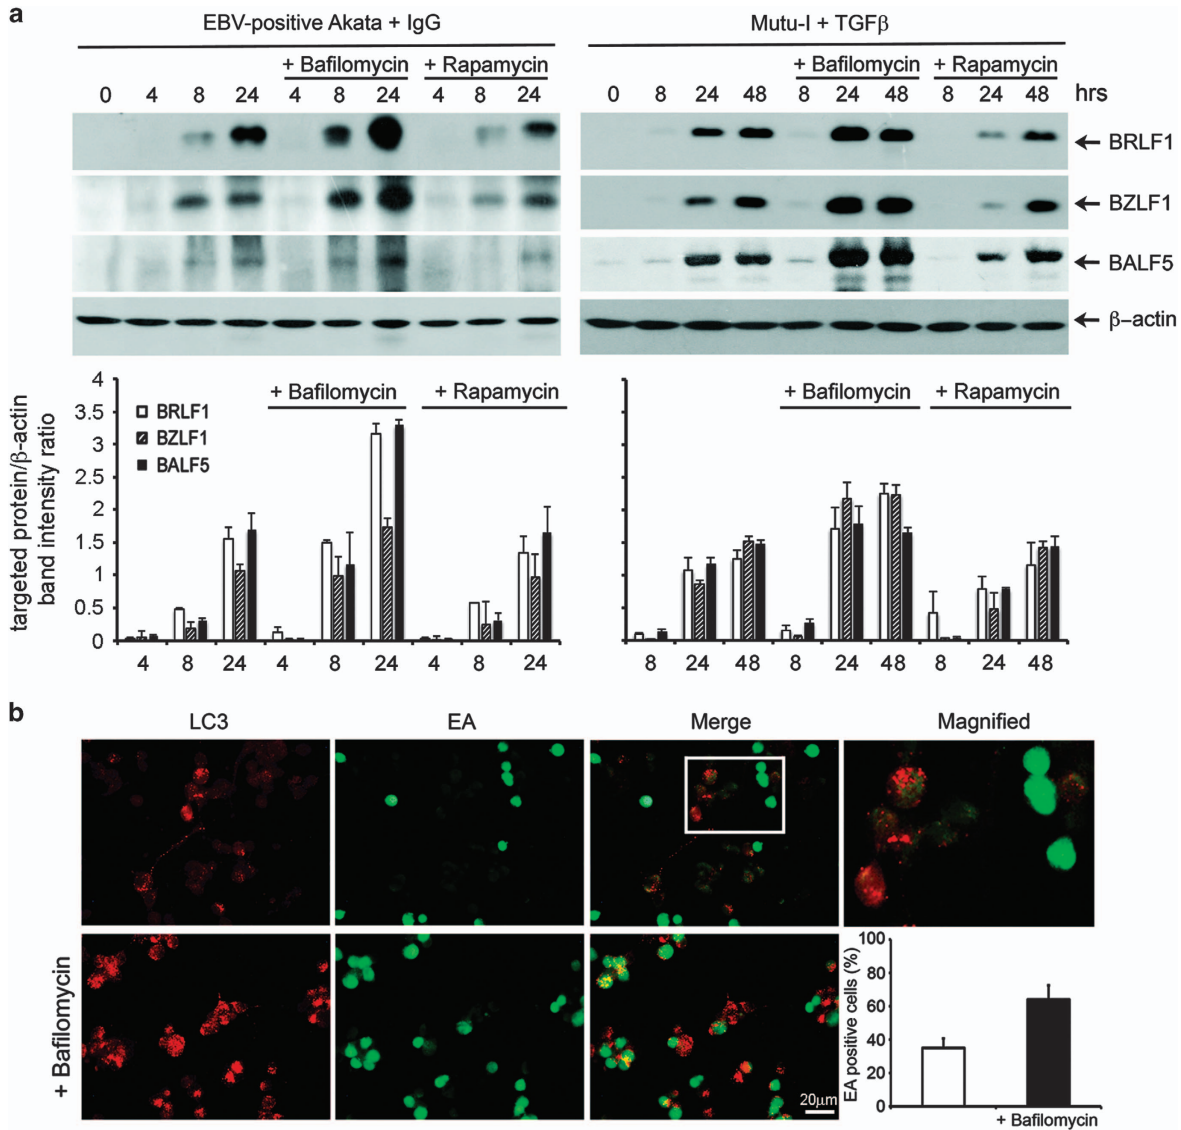 a
EBV-positive Akata + IgG
Mutu-I + TGFβ
+ Bafilomycin + Rapamycin
+ Bafilomycin + Rapamycin
0 4 8 24 4 8 24 4 8 24
0 8 24 48 8 24 48 8 24 48 hrs
BRLF1
BZLF1
BALF5
β–actin
targeted protein/β-actin
band intensity ratio
4
3.5
3
2.5
2
1.5
1
0.5
0
+ Bafilomycin + Rapamycin
BRLF1
BZLF1
BALF5
4 8 24 4 8 24 4 8 24
+ Bafilomycin + Rapamycin
8 24 48 8 24 48 8 24 48
b
LC3 EA Merge Magnified
+ Bafilomycin
20μm
EA positive cells (%)
100
80
60
40
20
0
+ Bafilomycin